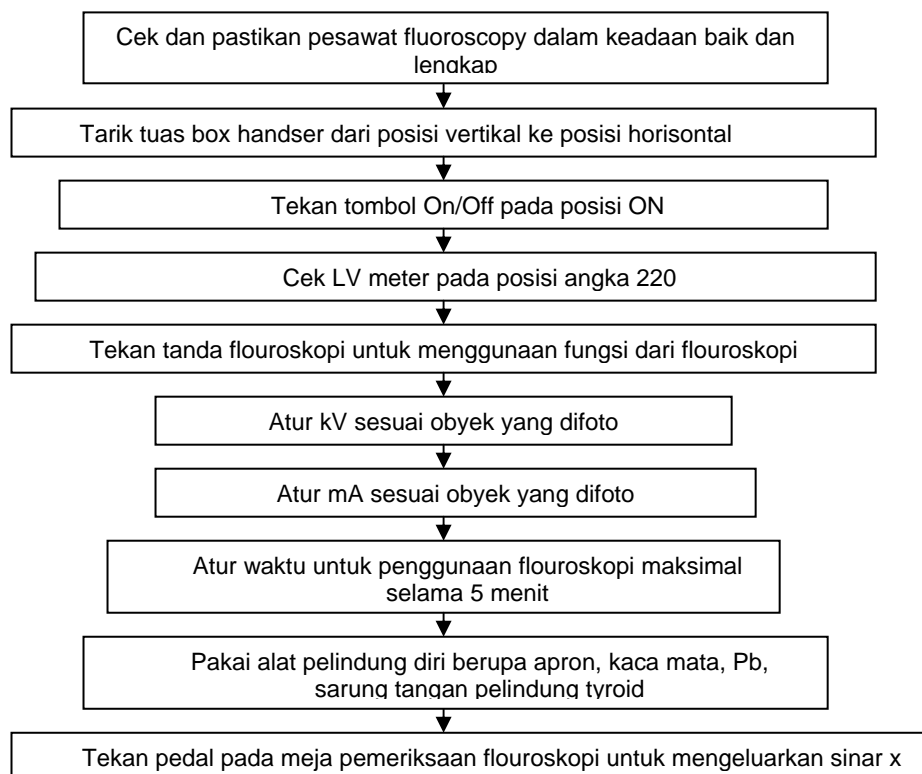 Cek dan pastikan pesawat fluoroscopy dalam keadaan baik dan
lengkap
Tarik tuas box handser dari posisi vertikal ke posisi horisontal
Tekan tombol On/Off pada posisi ON
Cek LV meter pada posisi angka 220
Tekan tanda flouroskopi untuk menggunaan fungsi dari flouroskopi
Atur kV sesuai obyek yang difoto
Atur mA sesuai obyek yang difoto
Atur waktu untuk penggunaan flouroskopi maksimal
selama 5 menit
Pakai alat pelindung diri berupa apron, kaca mata, Pb,
sarung tangan pelindung tyroid
Tekan pedal pada meja pemeriksaan flouroskopi untuk mengeluarkan sinar x